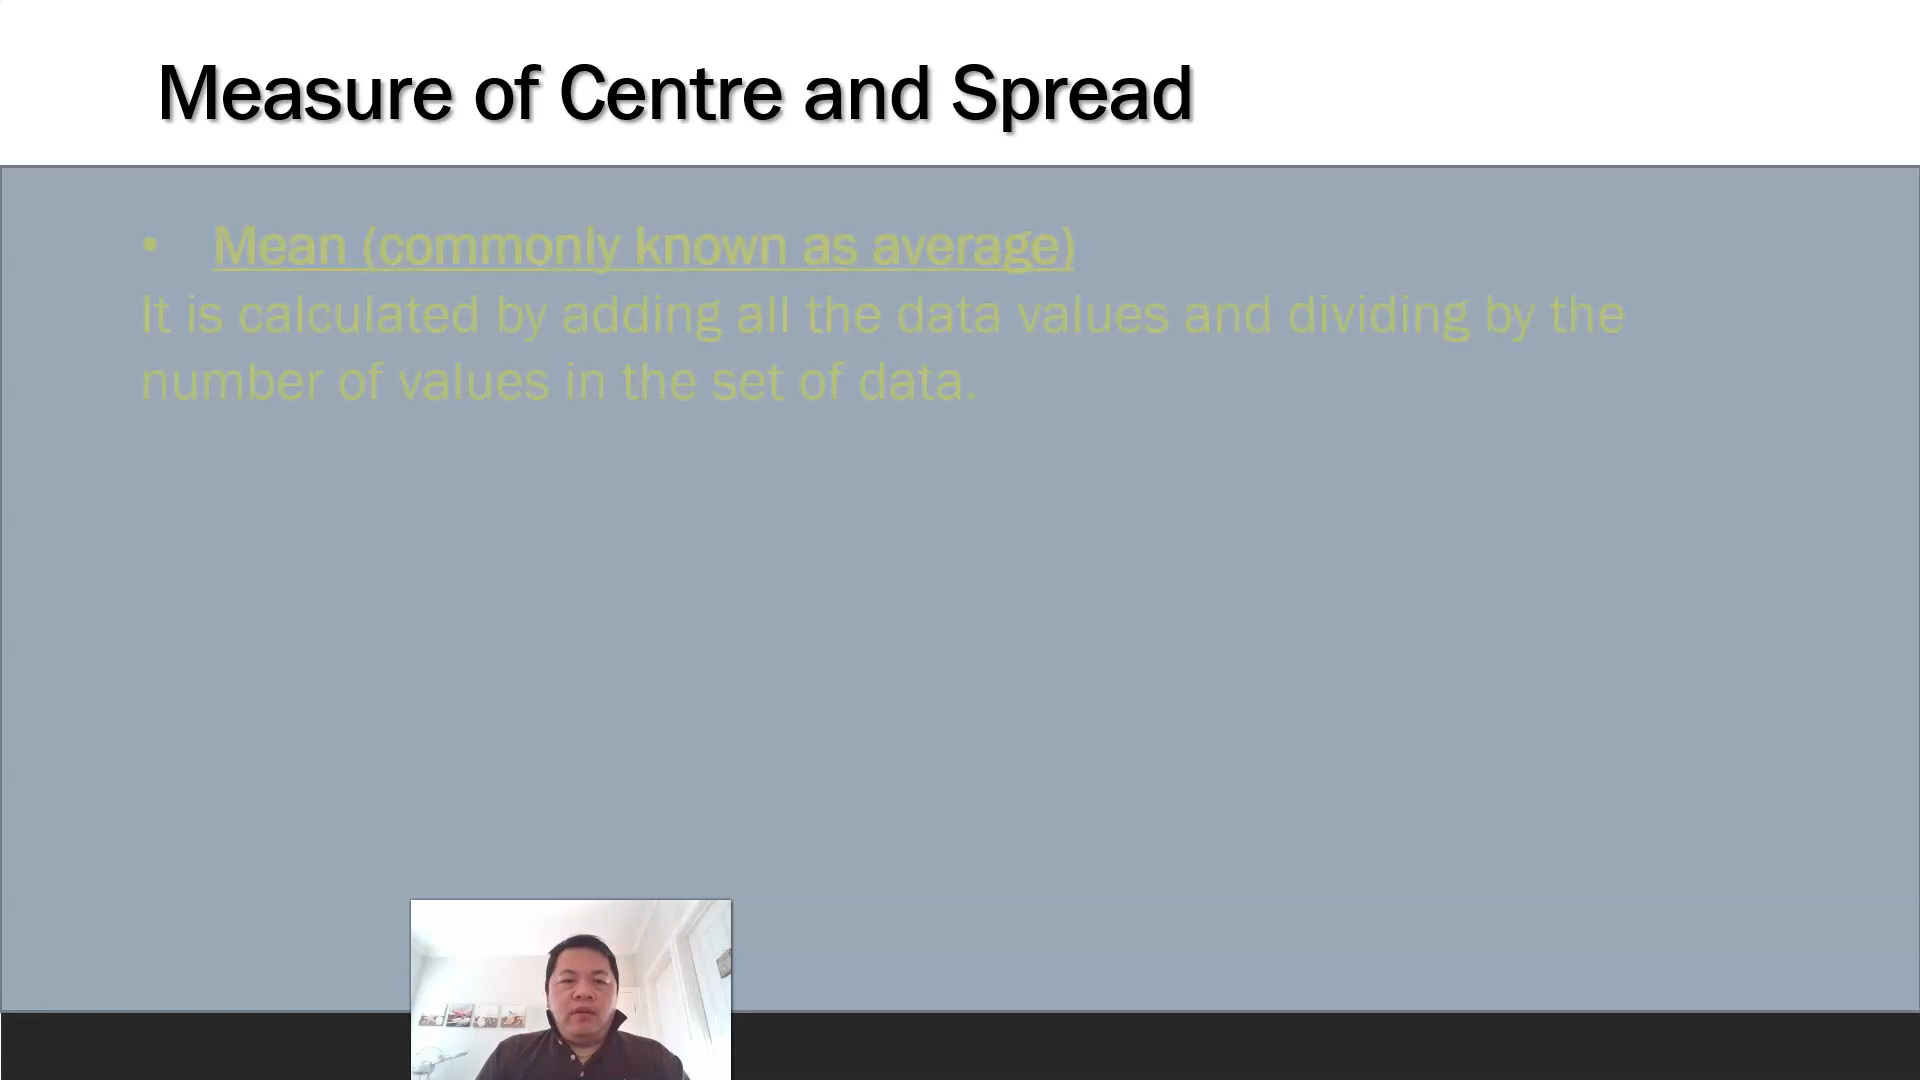 Measure of Centre and Spread
• Mean (commonly known as average)
It is calculated by adding all the data values and dividing by the
number of values in the set of data.